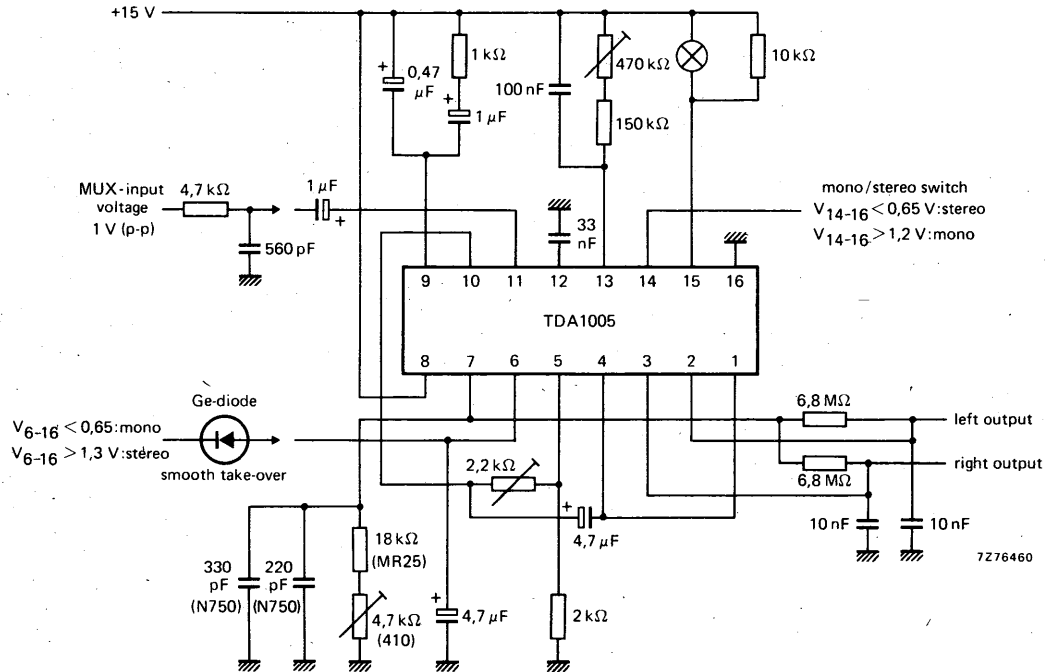 +15 V
0,47
µF
+
1 kΩ
+
1 µF
100 nF
470 kΩ
150 kΩ
10 kΩ
MUX-input
voltage
1 V (p-p)
4,7 kΩ
560 pF
1 µF
+
33
nF
mono/stereo switch
V14-16 < 0,65 V: stereo
V14-16 > 1,2 V: mono
9 10 11 12 13 14 15 16
TDA1005
8 7 6 5 4 3 2 1
Ge-diode
V6-16 < 0,65: mono
V6-16 > 1,3 V: stereo
smooth take-over
6,8 MΩ
left output
right output
6,8 MΩ
2,2 kΩ
+
4,7 µF
10 nF
10 nF
330
pF
(N750)
220
pF
(N750)
18 kΩ
(MR25)
4,7 kΩ
(410)
+
4,7 µF
2 kΩ
7Z76460